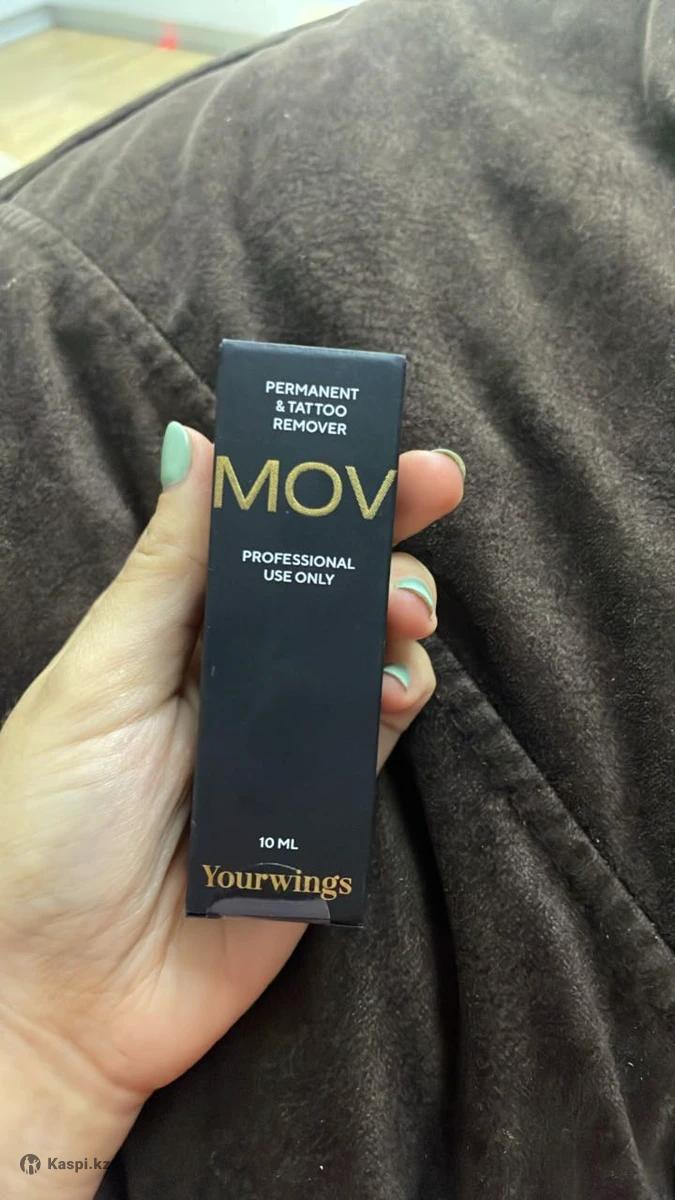 PERMANENT
& TATTOO
REMOVER
MOV
PROFESSIONAL
USE ONLY
10 ML
Yourwings
Kaspi.kz